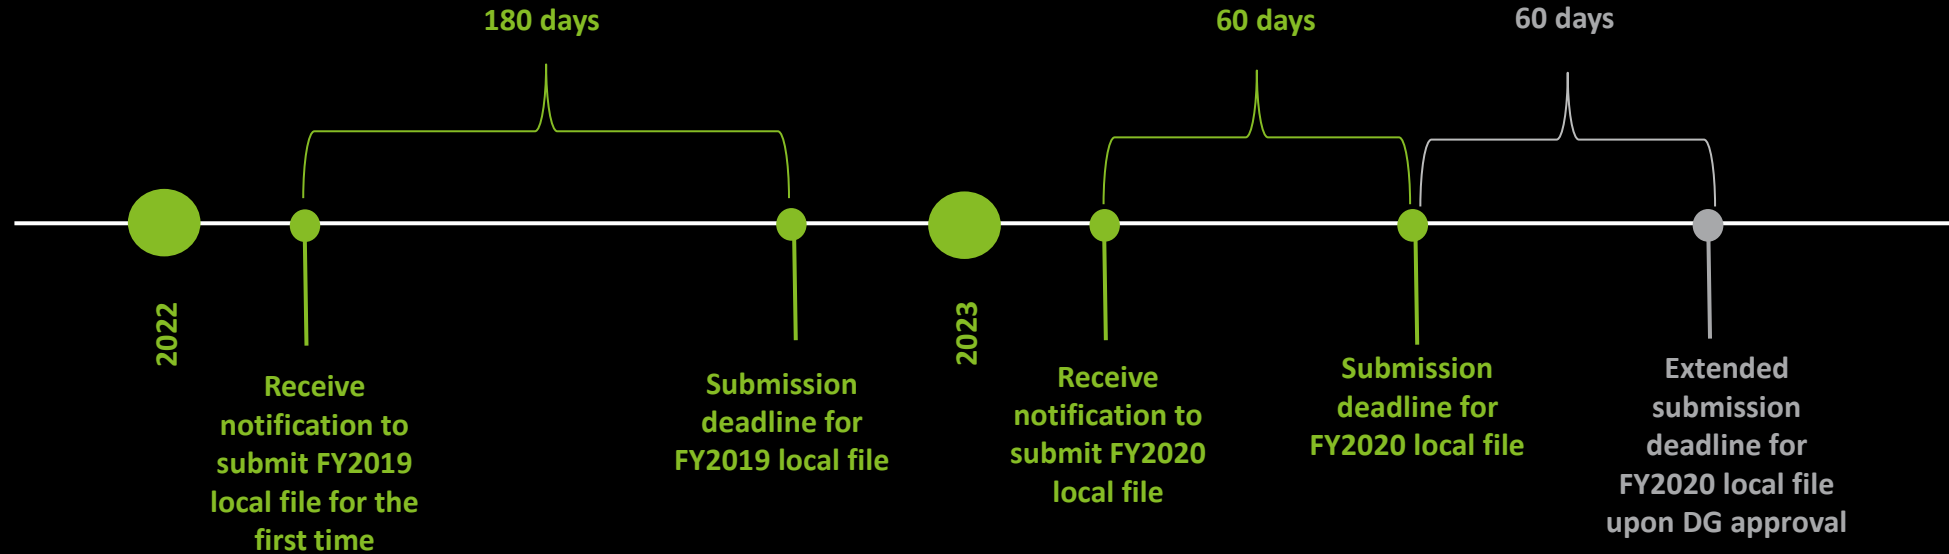 180 days
60 days
60 days
2022
Receive
notification to
submit FY2019
local file for the
first time
Submission
deadline for
FY2019 local file
2023
Receive
notification to
submit FY2020
local file
Submission
deadline for
FY2020 local file
Extended
submission
deadline for
FY2020 local file
upon DG approval